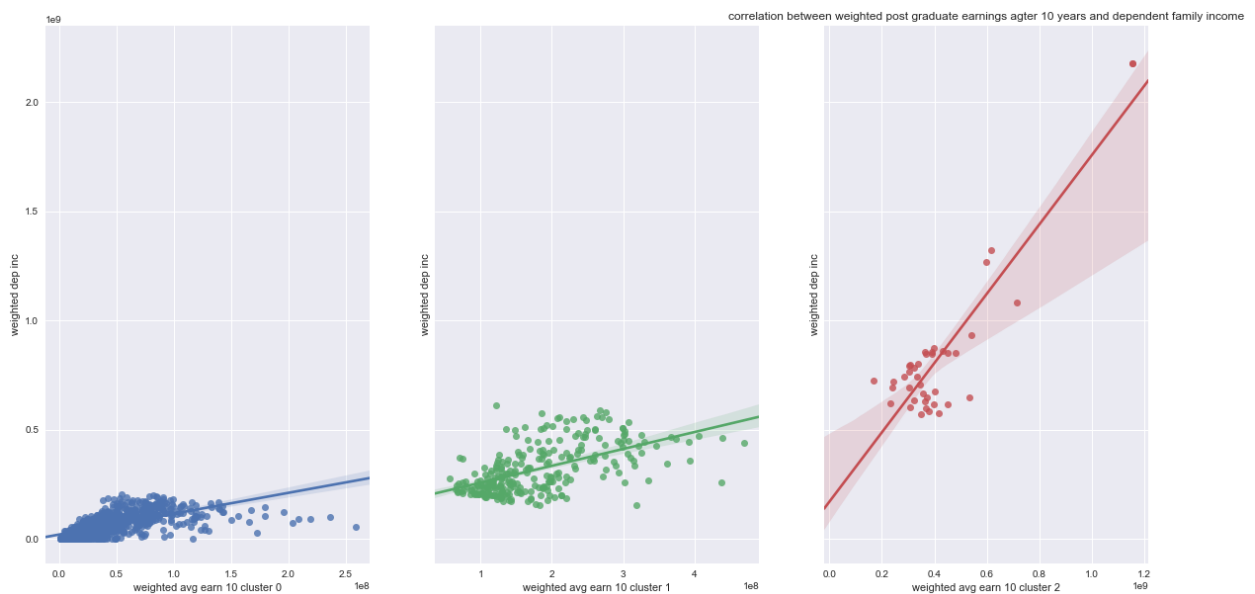 correlation between weighted post graduate earnings agter 10 years and dependent family income
1e9
2.0
1.5
1.0
0.5
0.0
weighted dep inc
0.0 0.5 1.0 1.5 2.0 2.5
1e8
weighted avg earn 10 cluster 0
weighted dep inc
1 2 3 4
1e8
weighted avg earn 10 cluster 1
weighted dep inc
0.0 0.2 0.4 0.6 0.8 1.0 1.2
1e9
weighted avg earn 10 cluster 2